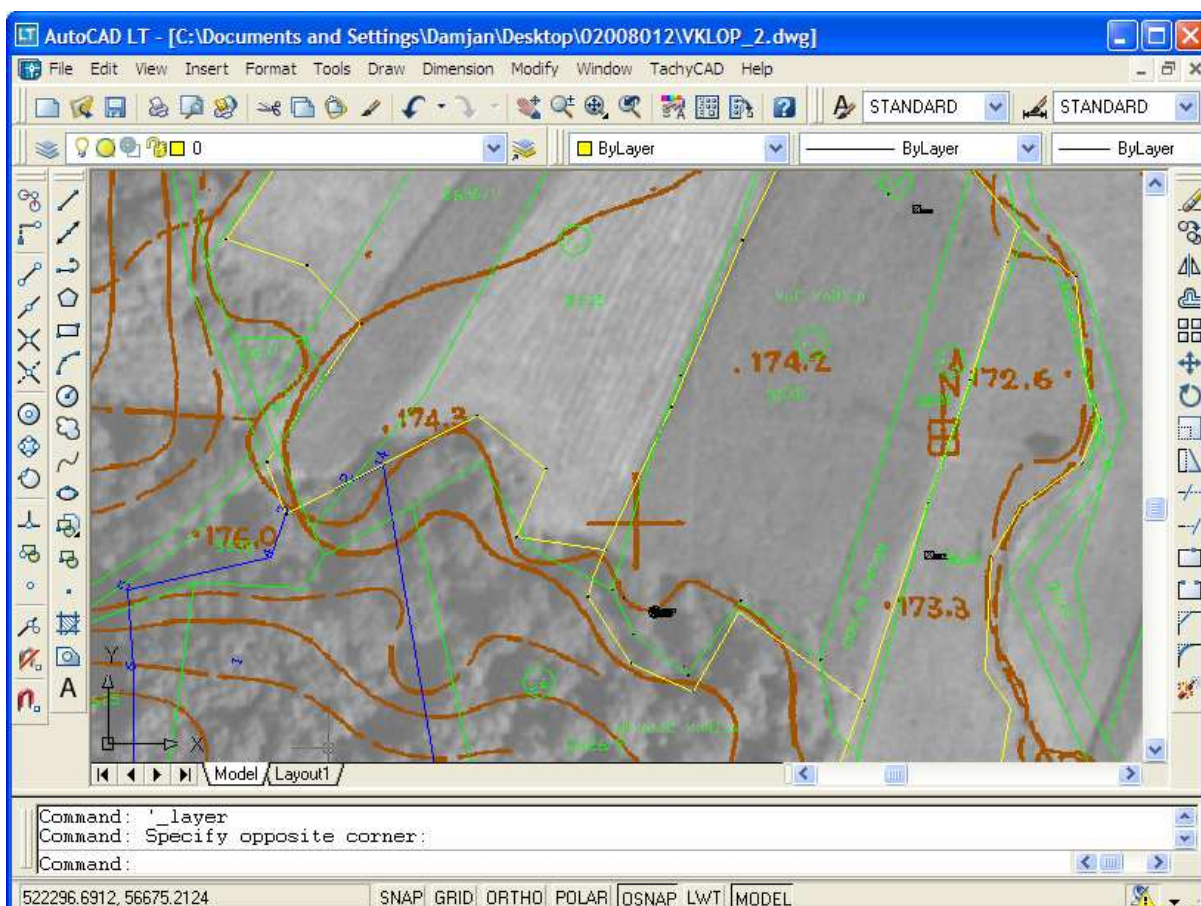 AutoCAD LT - [C:\Documents and Settings\Damjan\Desktop\02008012\VKLOP_2.dwg]
File Edit View Insert Format Tools Draw Dimension Modify Window TachyCAD Help
STANDARD STANDARD
0 ByLayer ByLayer ByLayer
174.2
172.6
174.3
N
176.0
173.3
Y
X
A
Model Layout1
Command: '_layer
Command: Specify opposite corner:
Command:
522296.6912, 56675.2124 SNAP GRID ORTHO POLAR OSNAP LWT MODEL